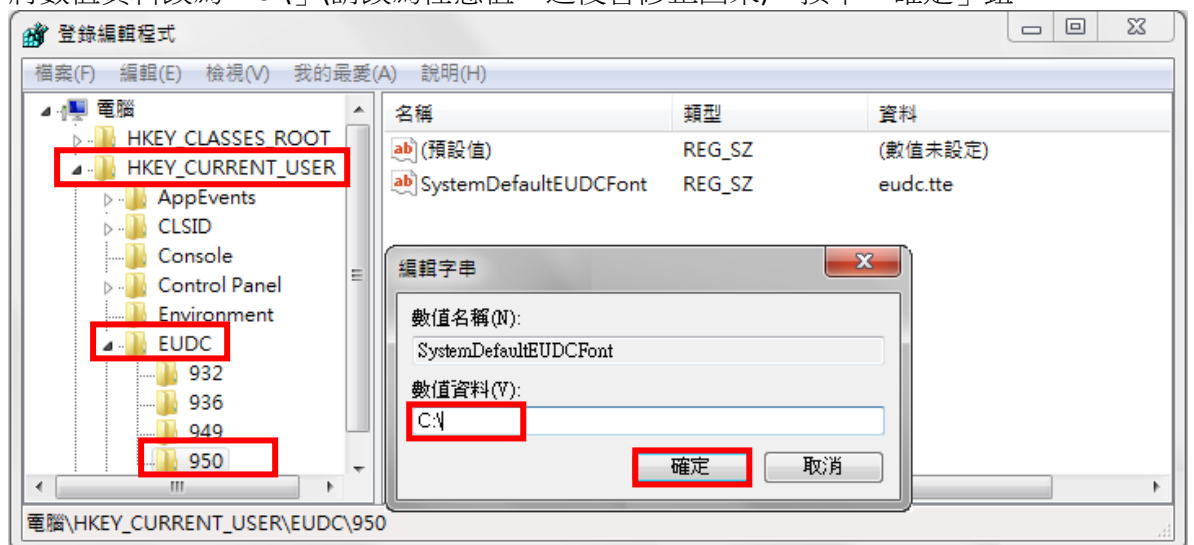 登錄編輯程式
檔案(F) 編輯(E) 檢視(V) 我的最愛(A) 說明(H)
電腦
HKEY_CLASSES_ROOT
HKEY_CURRENT_USER
AppEvents
CLSID
Console
Control Panel
Environment
EUDC
932
936
949
950
名稱 類型 資料
(預設值) REG_SZ (數值未設定)
SystemDefaultEUDCFont REG_SZ eudc.tte
編輯字串
數值名稱(N):
SystemDefaultEUDCFont
數值資料(V):
C:\
確定 取消
電腦\HKEY_CURRENT_USER\EUDC\950